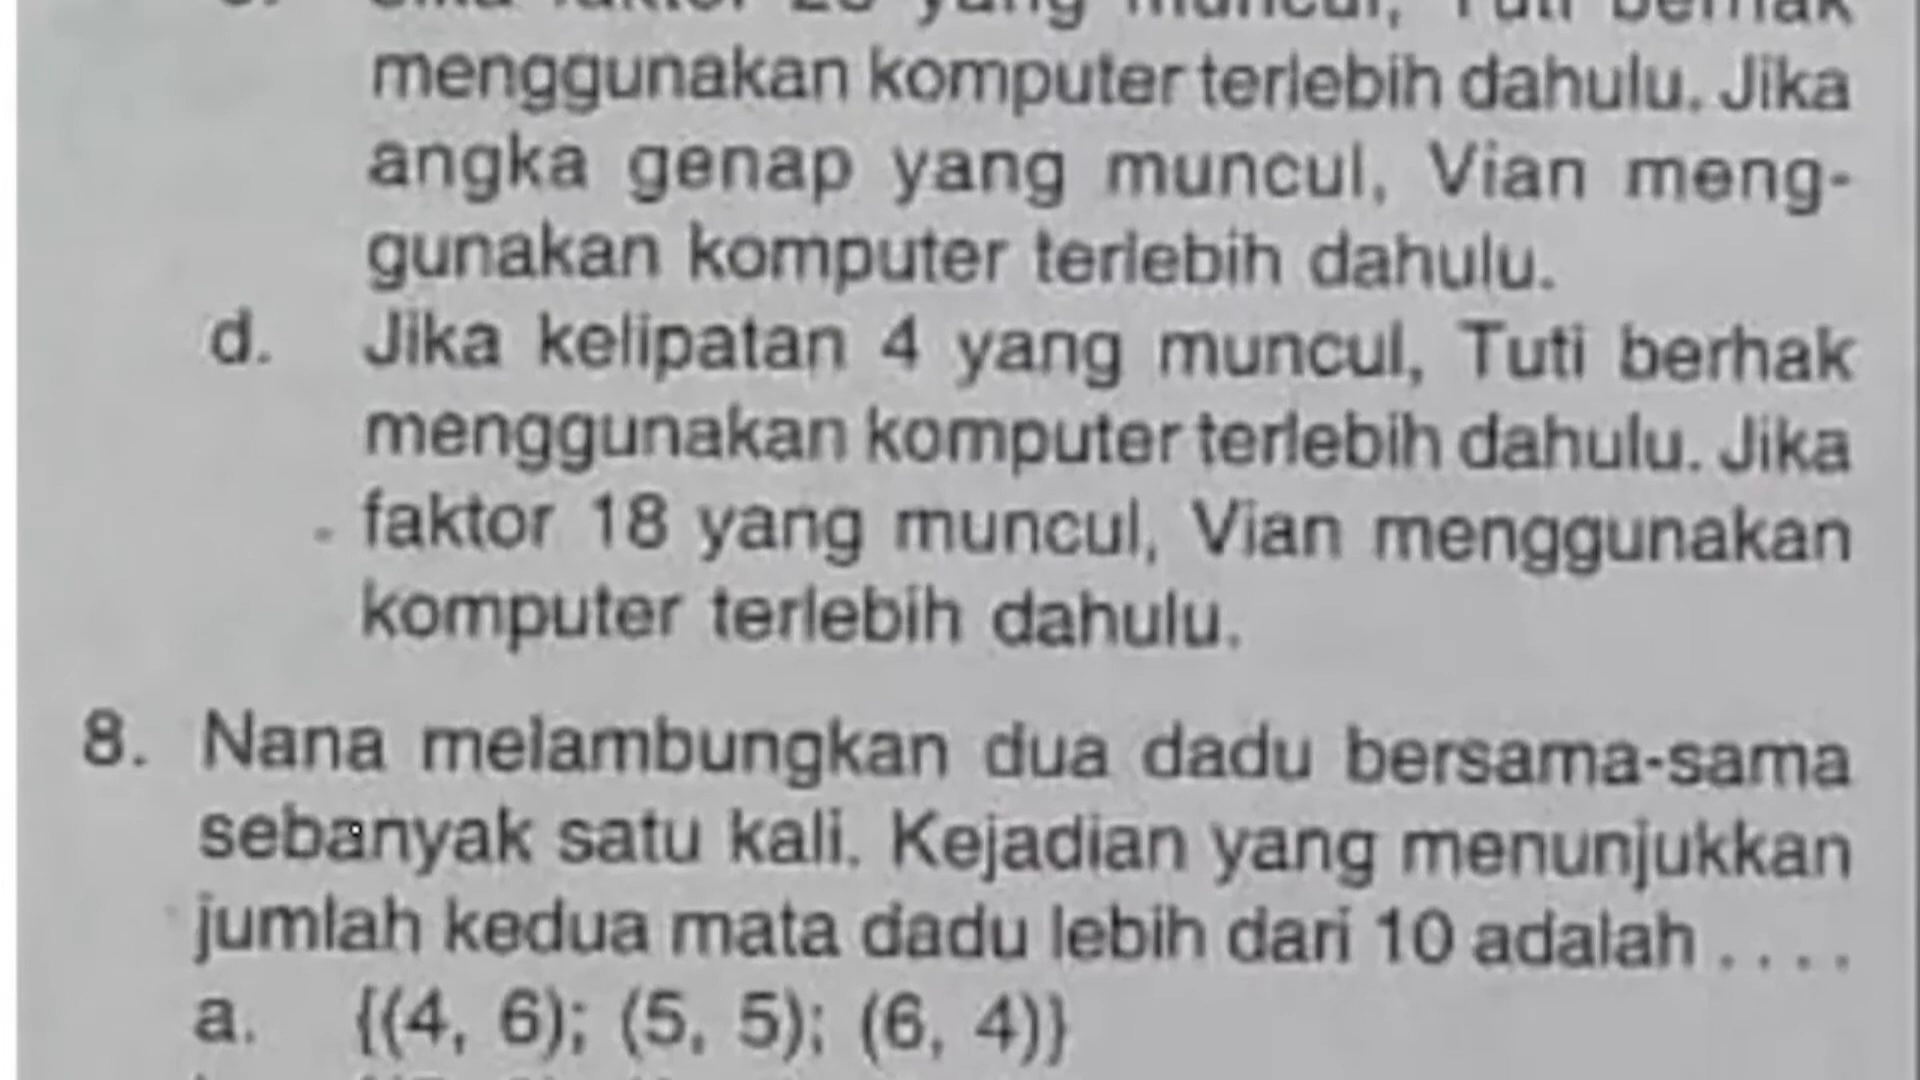 menggunakan komputer terlebih dahulu. Jika
angka genap yang muncul, Vian meng-
gunakan komputer terlebih dahulu.
d. Jika kelipatan 4 yang muncul, Tuti berhak
menggunakan komputer terlebih dahulu. Jika
faktor 18 yang muncul, Vian menggunakan
komputer terlebih dahulu.
8. Nana melambungkan dua dadu bersama-sama
sebanyak satu kali. Kejadian yang menunjukkan
jumlah kedua mata dadu lebih dari 10 adalah . . . .
a. {(4, 6); (5, 5); (6, 4)}